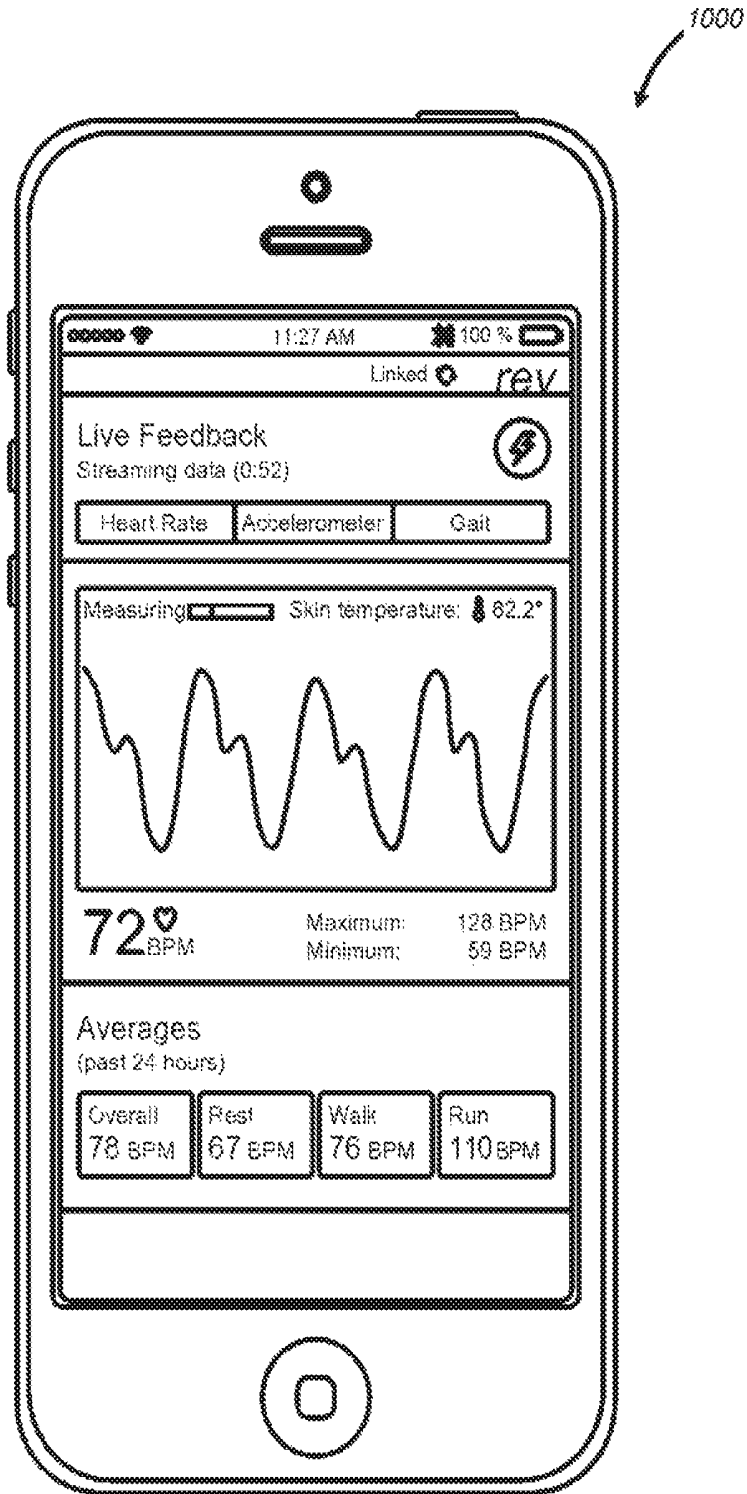 1000
11:27 AM 100 %
Linked rev
Live Feedback
Streaming data (0:52)
Heart Rate Accelerometer Gait
Measuring Skin temperature: 82.2°
72 BPM
Maximum: 128 BPM
Minimum: 59 BPM
Averages
(past 24 hours)
Overall Rest Walk Run
78 BPM 67 BPM 76 BPM 110 BPM